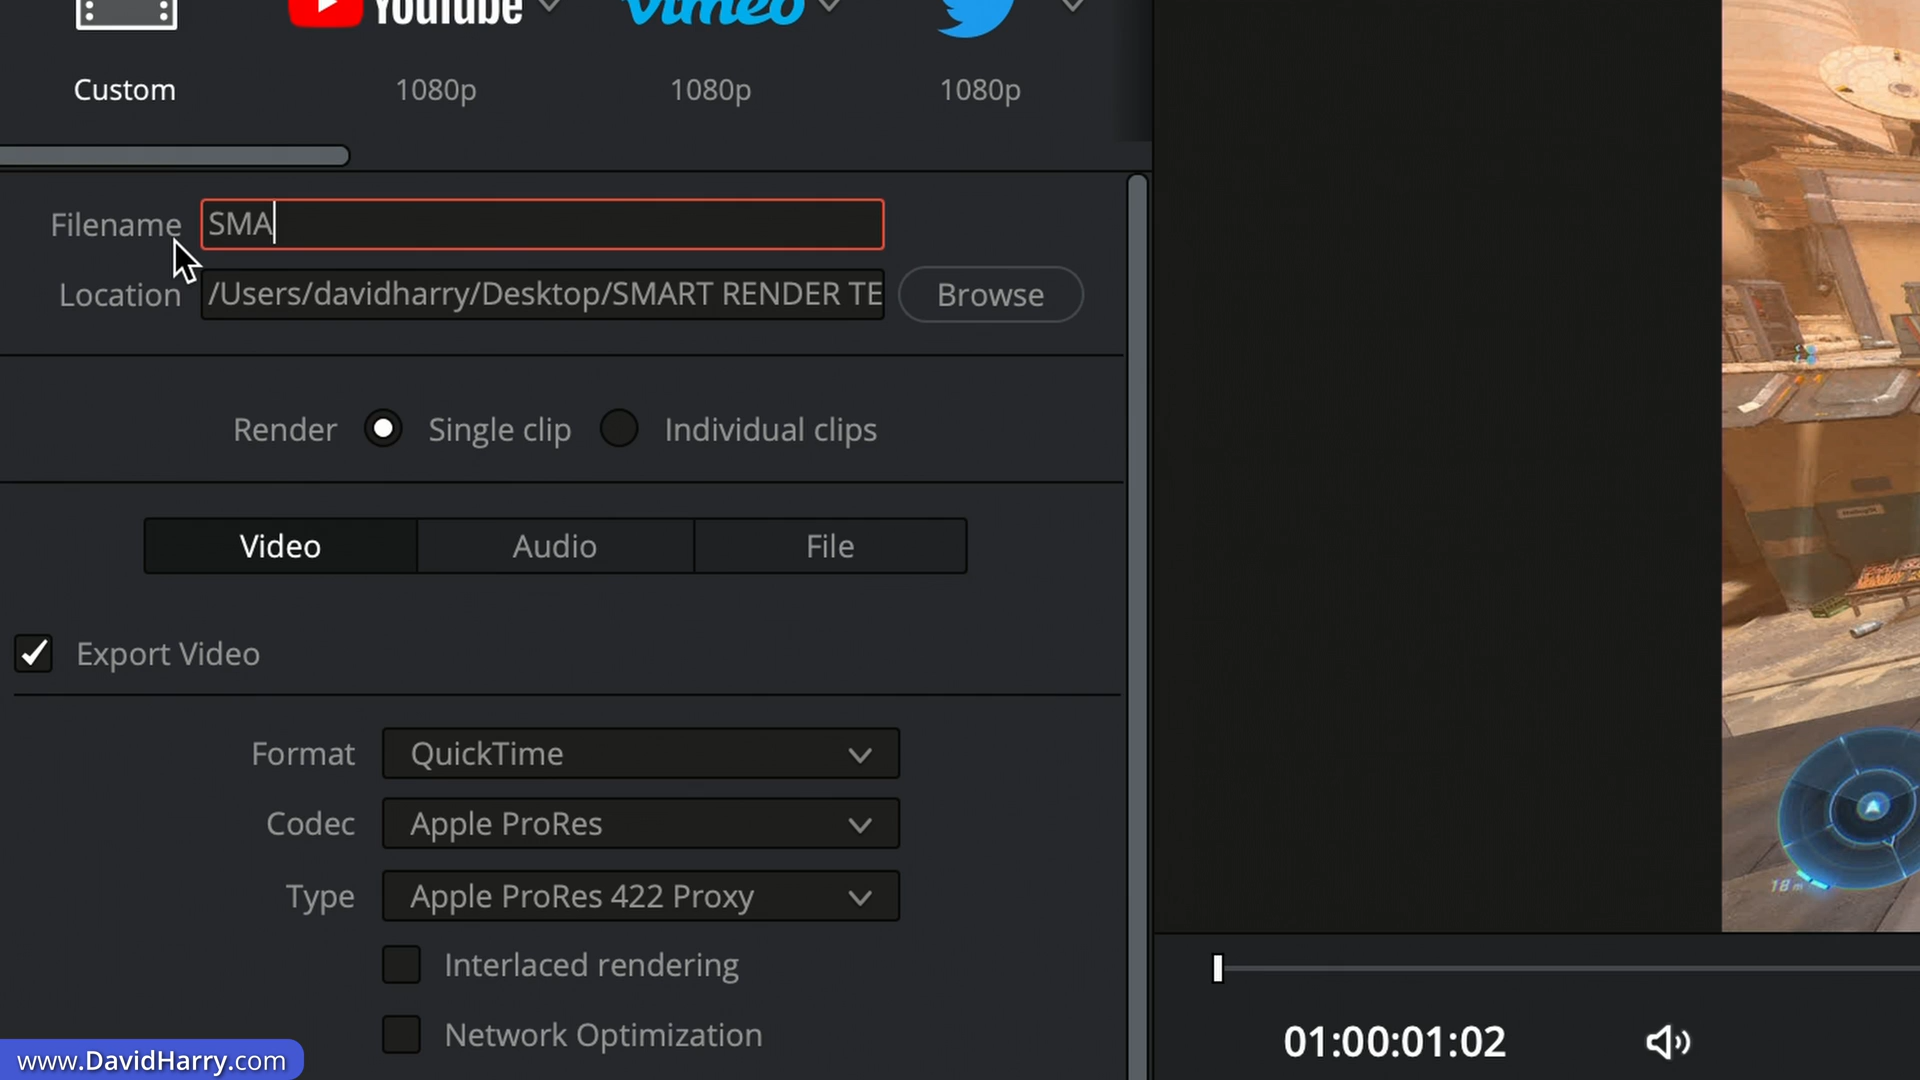 YouTube
vimeo
Custom
1080p
1080p
1080p
Filename
SMA
Location
/Users/davidharry/Desktop/SMART RENDER TE
Browse
Render
Single clip
Individual clips
Video
Audio
File
Export Video
Format
QuickTime
Codec
Apple ProRes
Type
Apple ProRes 422 Proxy
Interlaced rendering
Network Optimization
18m
01:00:01:02
www.DavidHarry.com